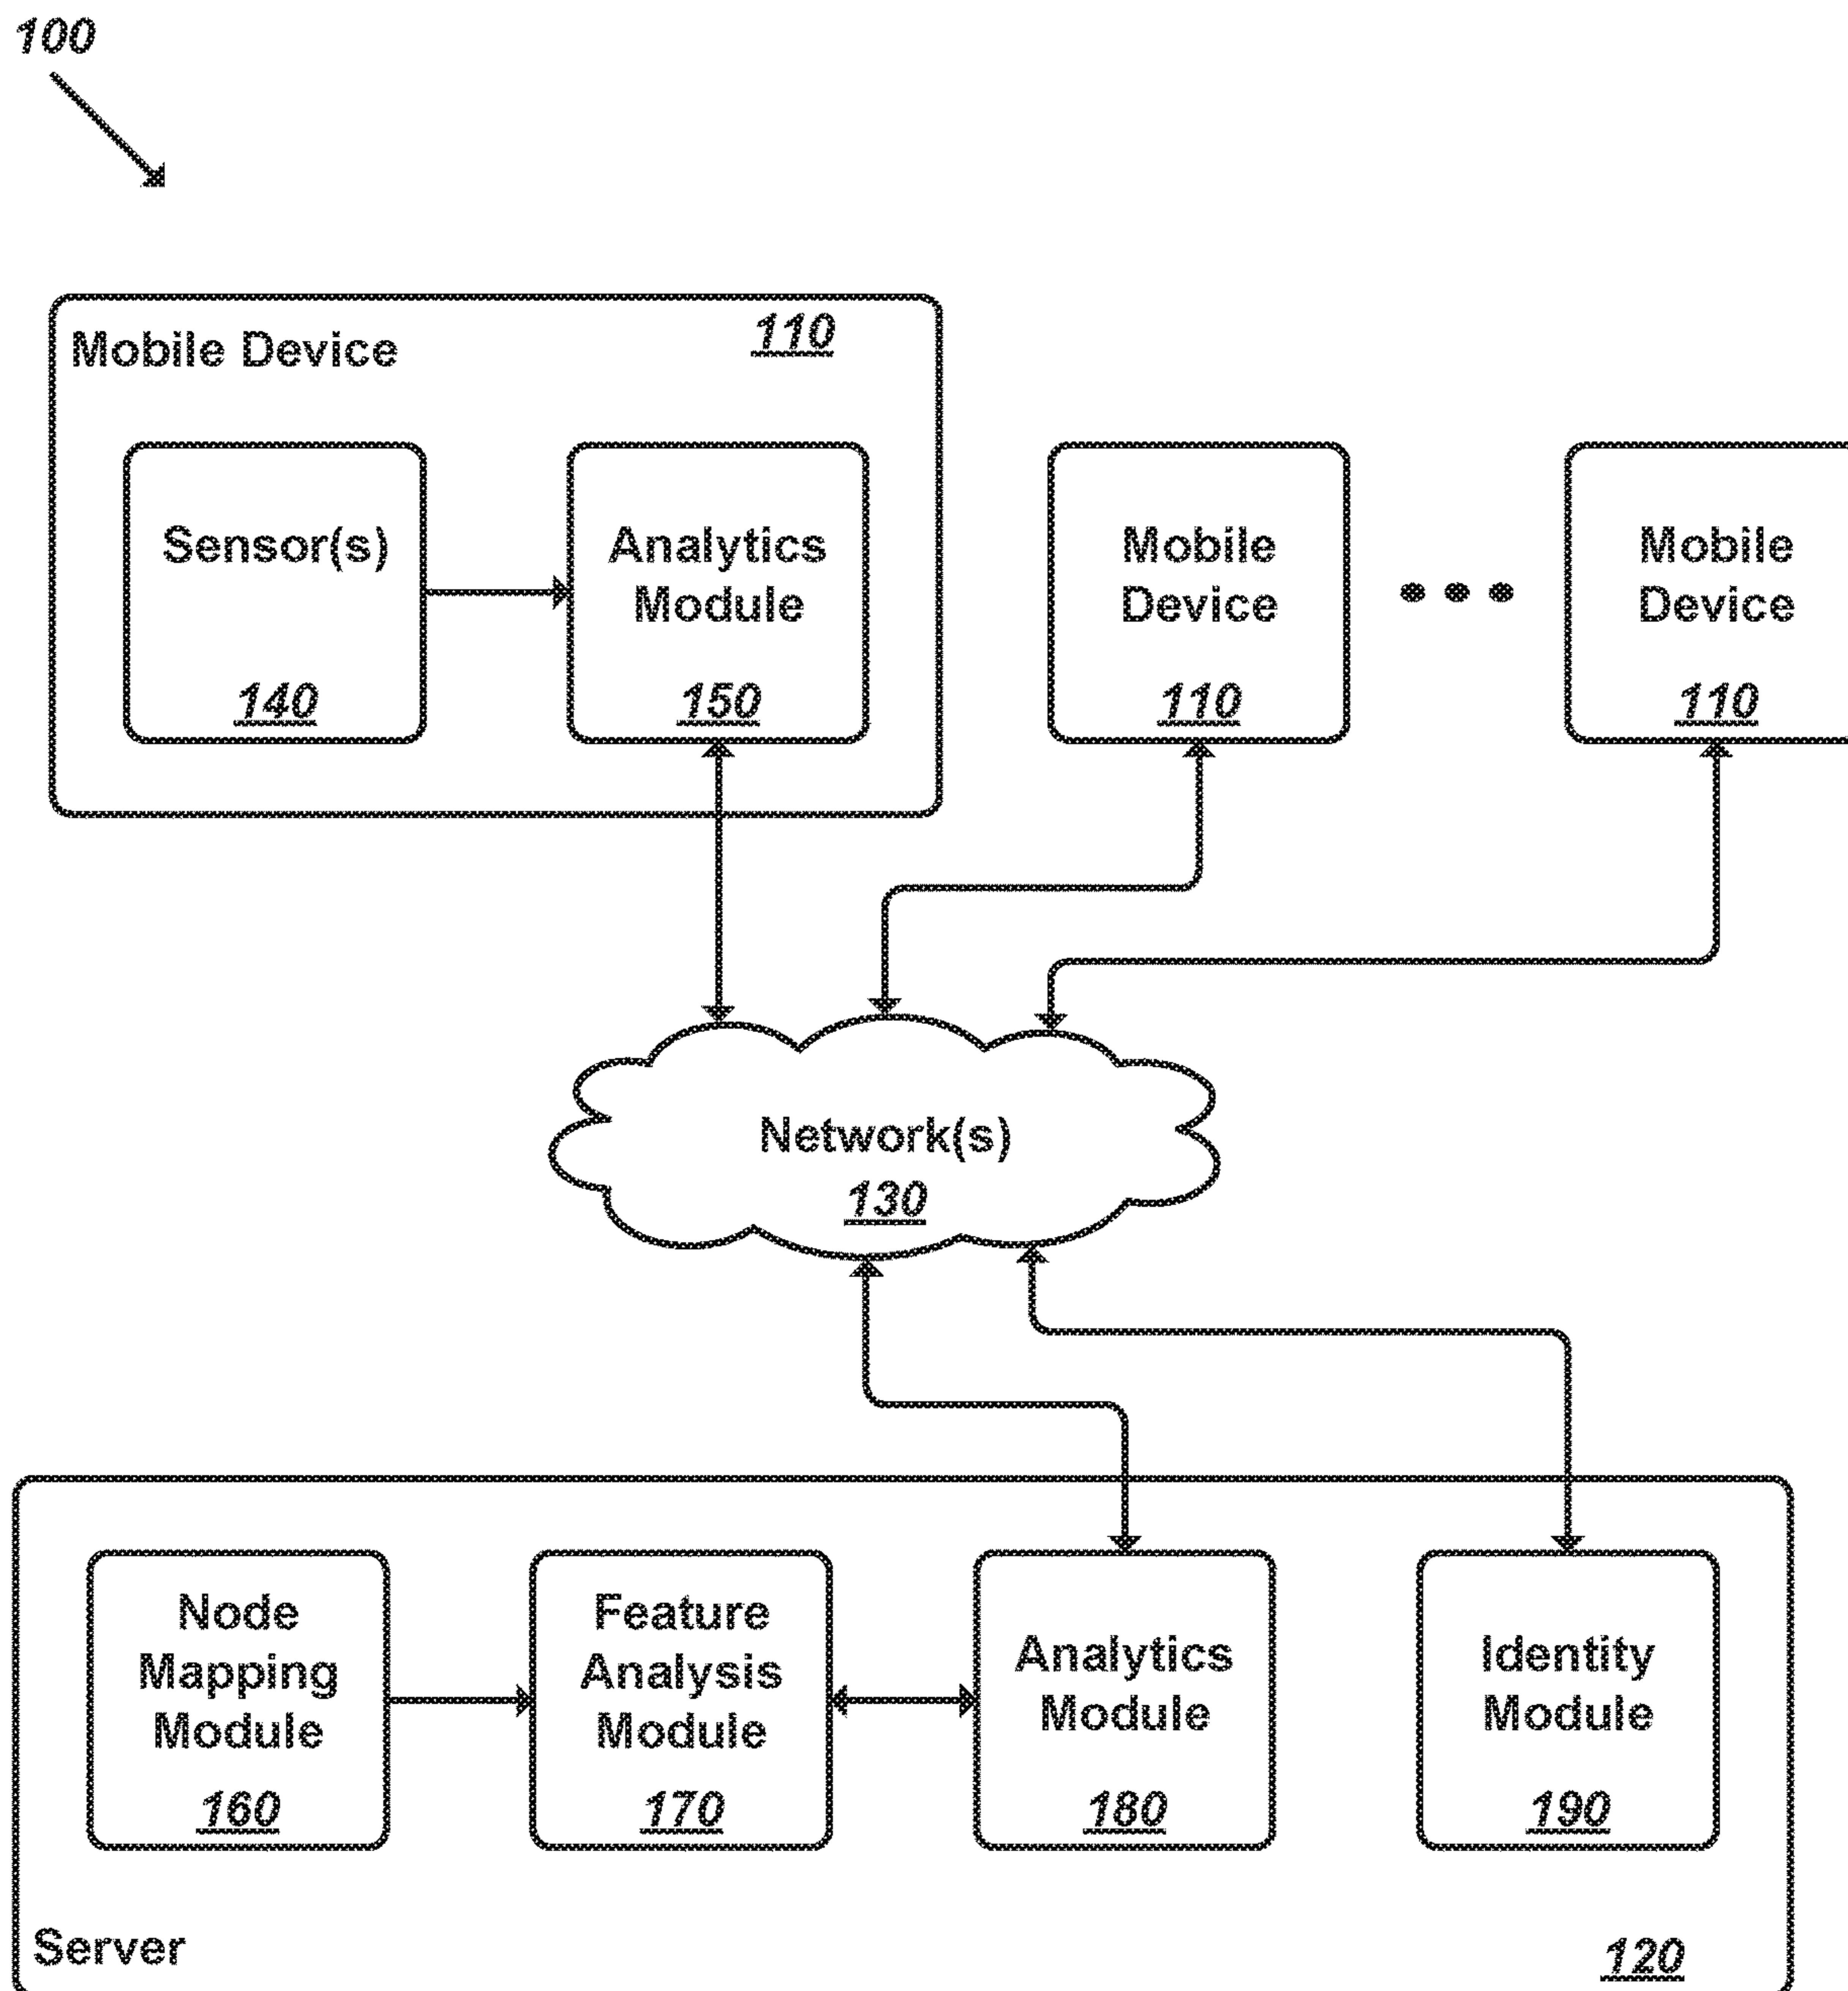 100
Mobile Device
110
Sensor(s)
140
Analytics
Module
150
Mobile
Device
110
Mobile
Device
110
Network(s)
130
Node
Mapping
Module
160
Feature
Analysis
Module
170
Analytics
Module
180
Identity
Module
190
Server
120